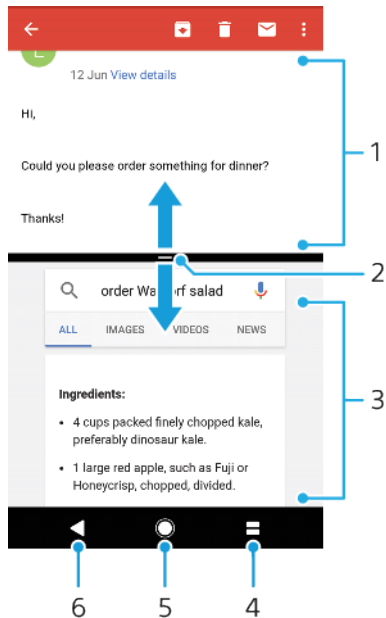 12 Jun View details
Hi,
Could you please order something for dinner?
Thanks!
order Wa rf salad
ALL IMAGES VIDEOS NEWS
Ingredients:
• 4 cups packed finely chopped kale,
preferably dinosaur kale.
• 1 large red apple, such as Fuji or
Honeycrisp, chopped, divided.
1
2
3
6 5 4